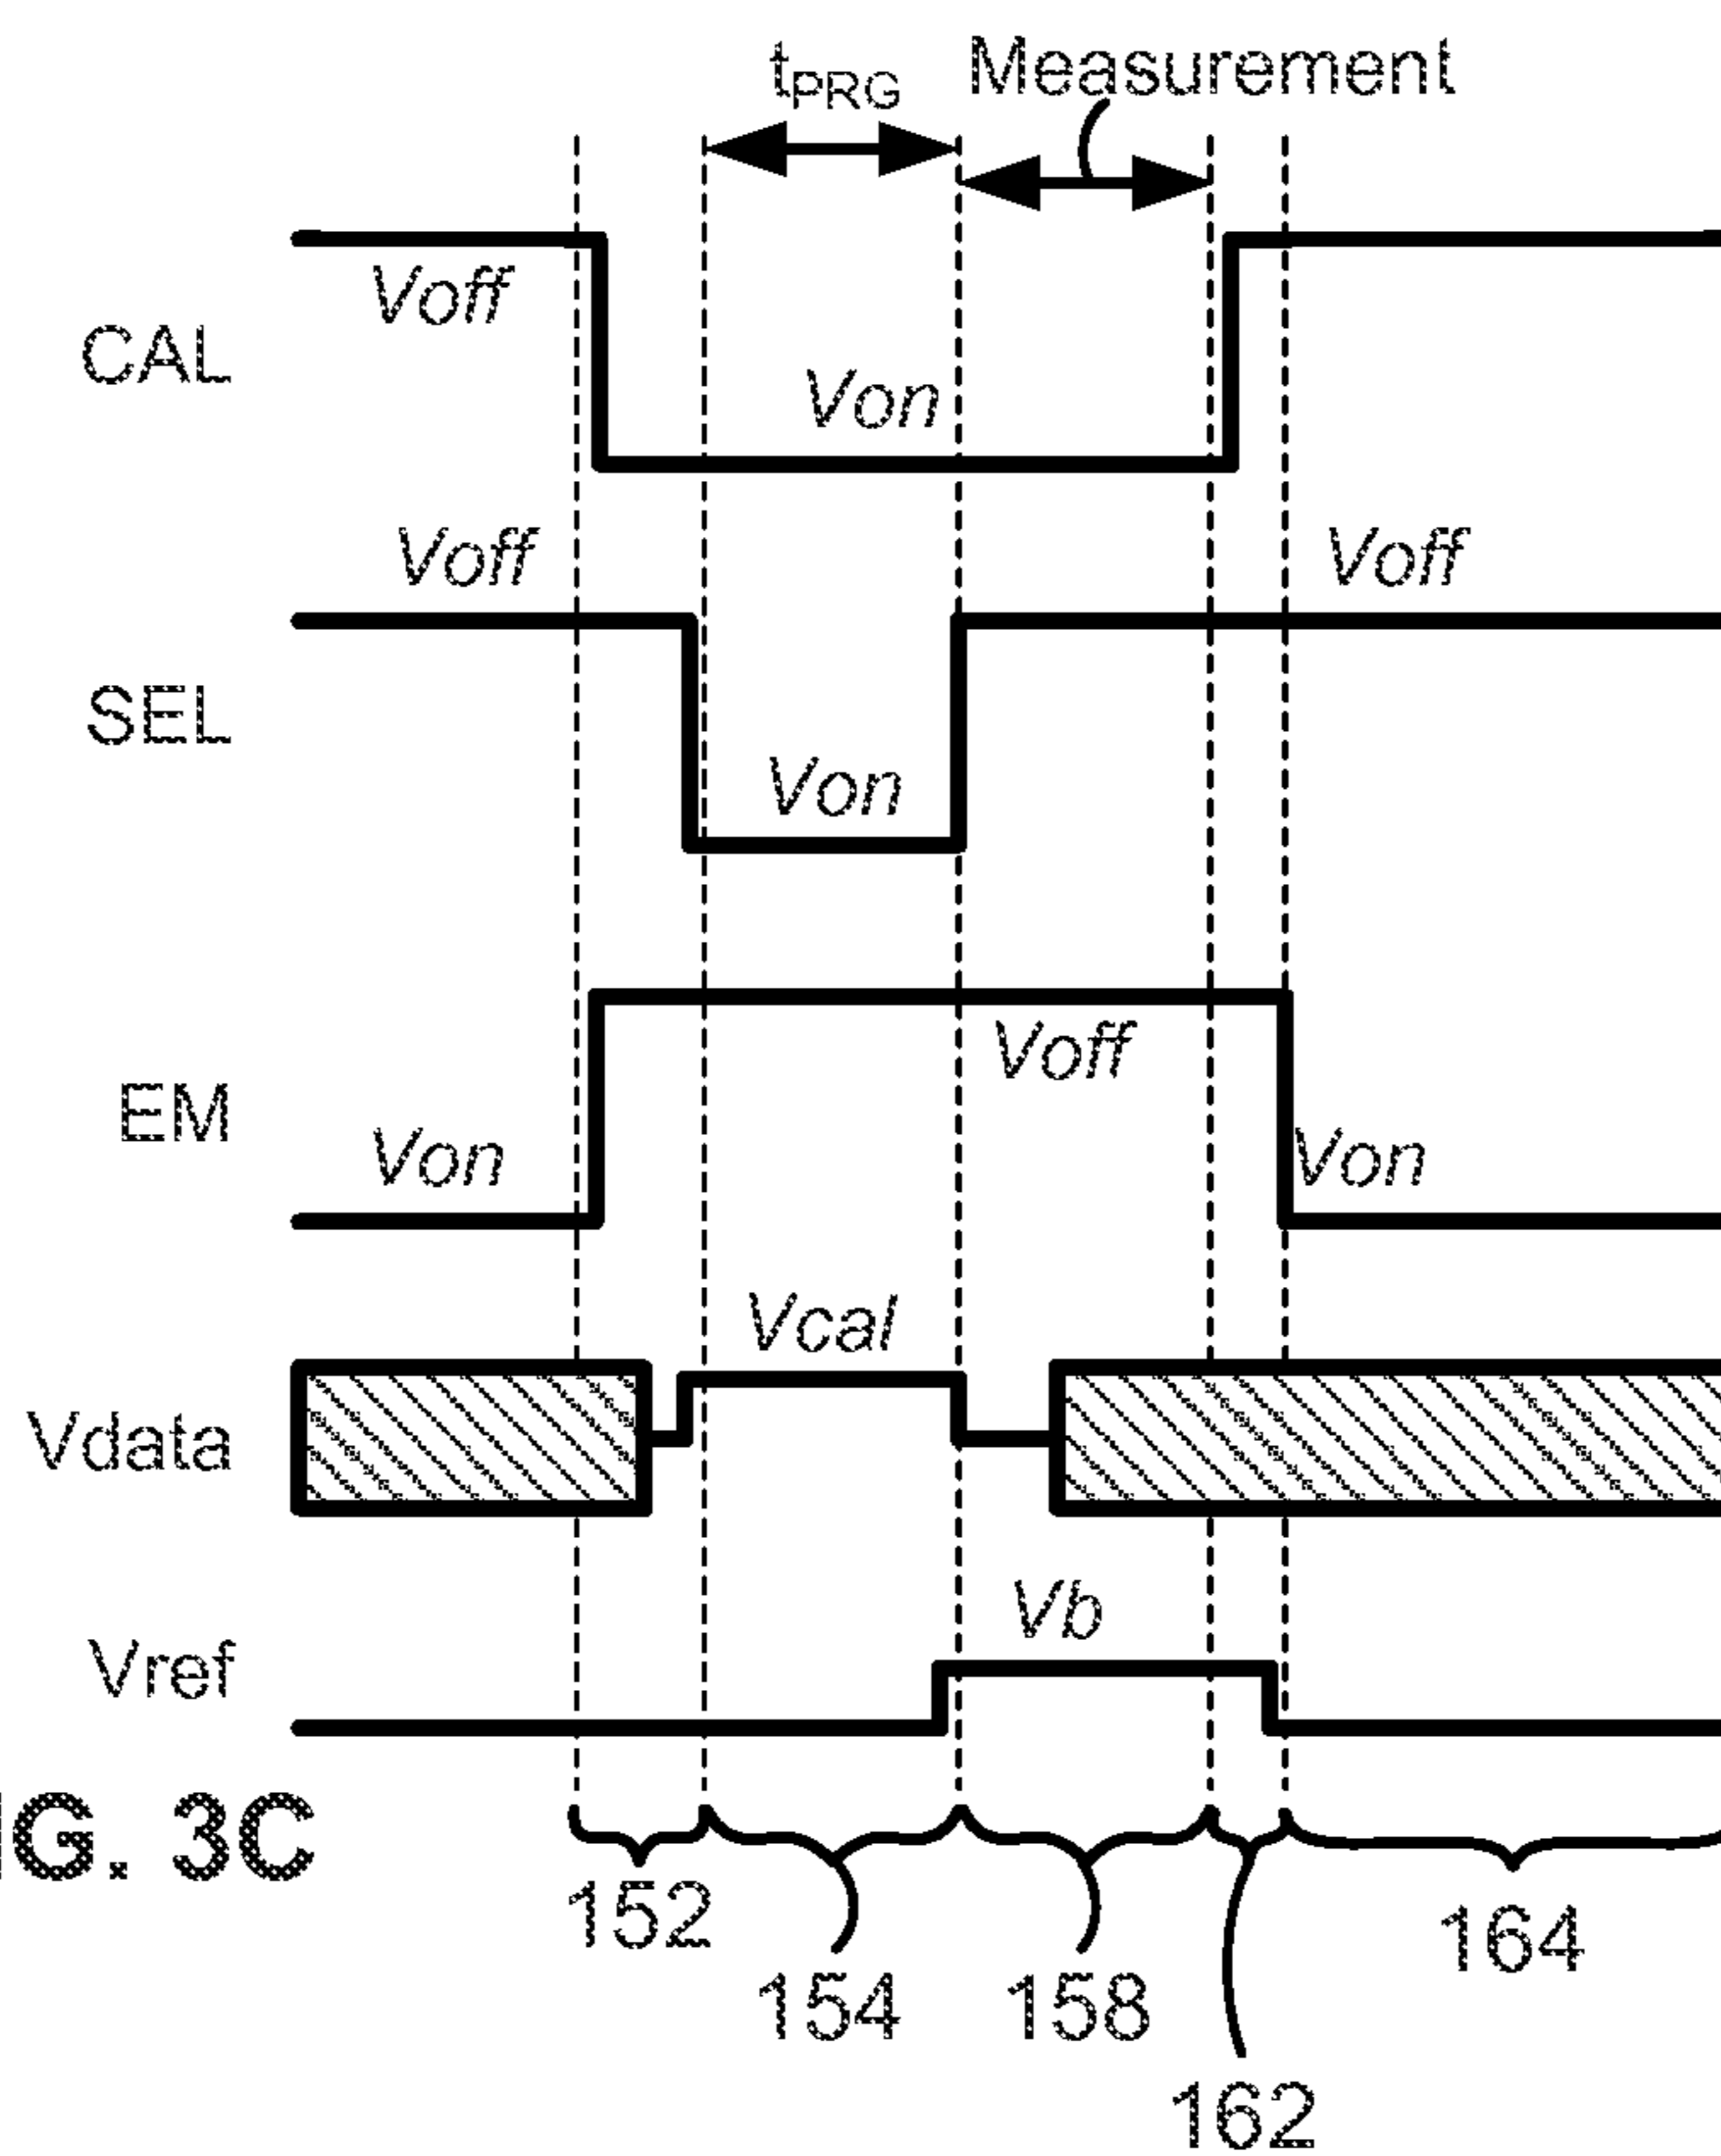 tPRG
Measurement
CAL
Voff
Von
SEL
Voff
Von
Voff
EM
Von
Voff
Von
Vdata
Vcal
Vref
Vb
IG. 3C
152
154
158
162
164